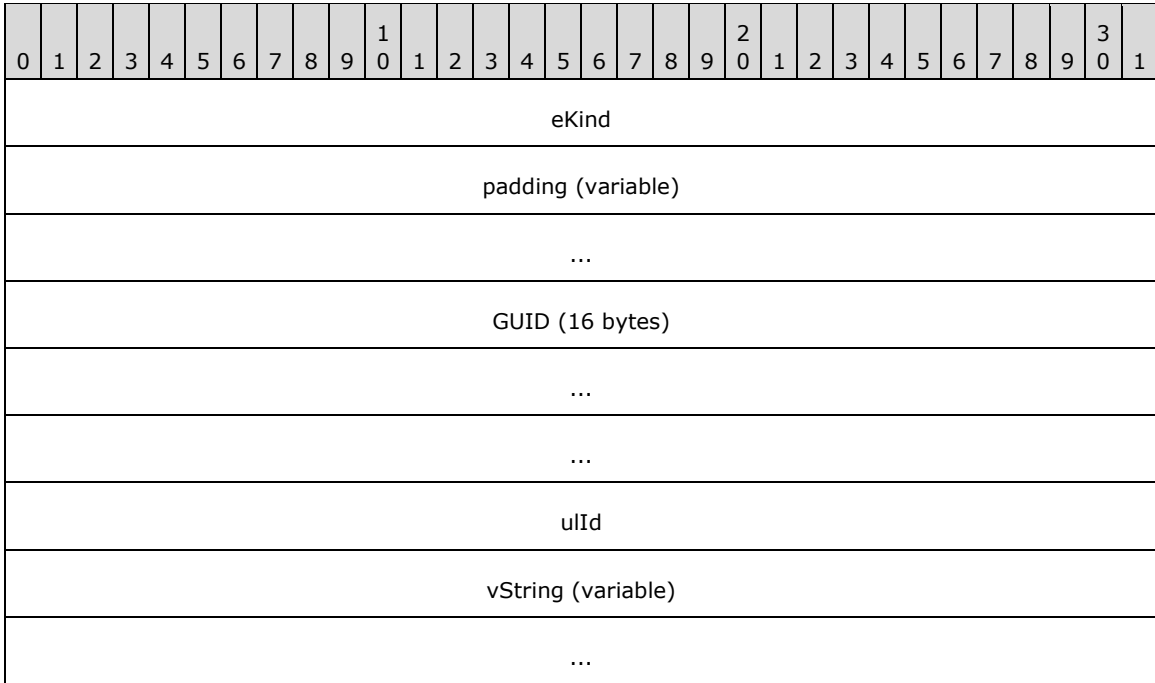 1 2 3
0 1 2 3 4 5 6 7 8 9 0 1 2 3 4 5 6 7 8 9 0 1 2 3 4 5 6 7 8 9 0 1
eKind
padding (variable)
...
GUID (16 bytes)
...
...
ulId
vString (variable)
...